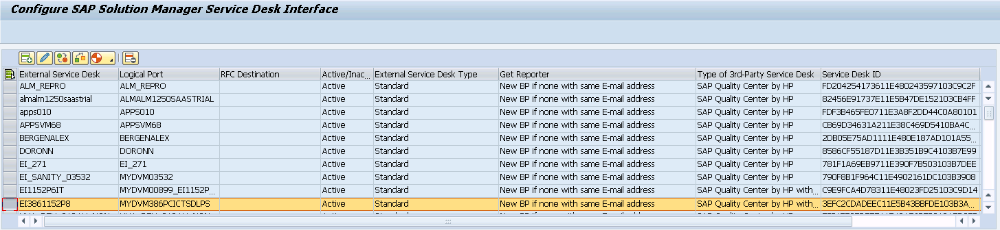 Configure SAP Solution Manager Service Desk Interface
External Service Desk Logical Port RFC Destination Active/Inac... External Service Desk Type Get Reporter Type of 3rd-Party Service Desk Service Desk ID
ALM_REPRO ALM_REPRO Active Standard New BP if none with same E-mail address SAP Quality Center by HP FD204254173611E480243597103C9C2F
almalm1250saastrial ALMALM1250SAASTRIAL Active Standard New BP if none with same E-mail address SAP Quality Center by HP 82456E91737E11E5B47DE152103CB4FF
apps010 APPS010 Active Standard New BP if none with same E-mail address SAP Quality Center by HP FDF3B465FE0711E3A8F2DD44C0A80101
APPSVM68 APPSVM68 Active Standard New BP if none with same E-mail address SAP Quality Center by HP CB69D34631A211E38C469D5410BA4C...
BERGENALEX BERGENALEX Active Standard New BP if none with same E-mail address SAP Quality Center by HP 2DB05E75AD1111E480E187AD101A55...
DORONN DORONN Active Standard New BP if none with same E-mail address SAP Quality Center by HP 8586CF55187D11E3B351B9C4103B7E99
EI_271 EI_271 Active Standard New BP if none with same E-mail address SAP Quality Center by HP 781F1A69EB9711E390F7B503103B7DEE
EI_SANITY_03532 MYDVM03532 Active Standard New BP if none with same E-mail address SAP Quality Center by HP 790F8B1F964C11E4902161DC103B3908
EI1152P6IT MYDVM00899_EI1152P... Active Standard New BP if none with same E-mail address SAP Quality Center by HP with... C9E9FCA4D78311E48023FD25103C9D14
EI3861152P8 MYDVM386PCICTSDLPS Active Standard New BP if none with same E-mail address SAP Quality Center by HP with... 3EFC2CDADEEC11E5B43BBFDE103B3A...